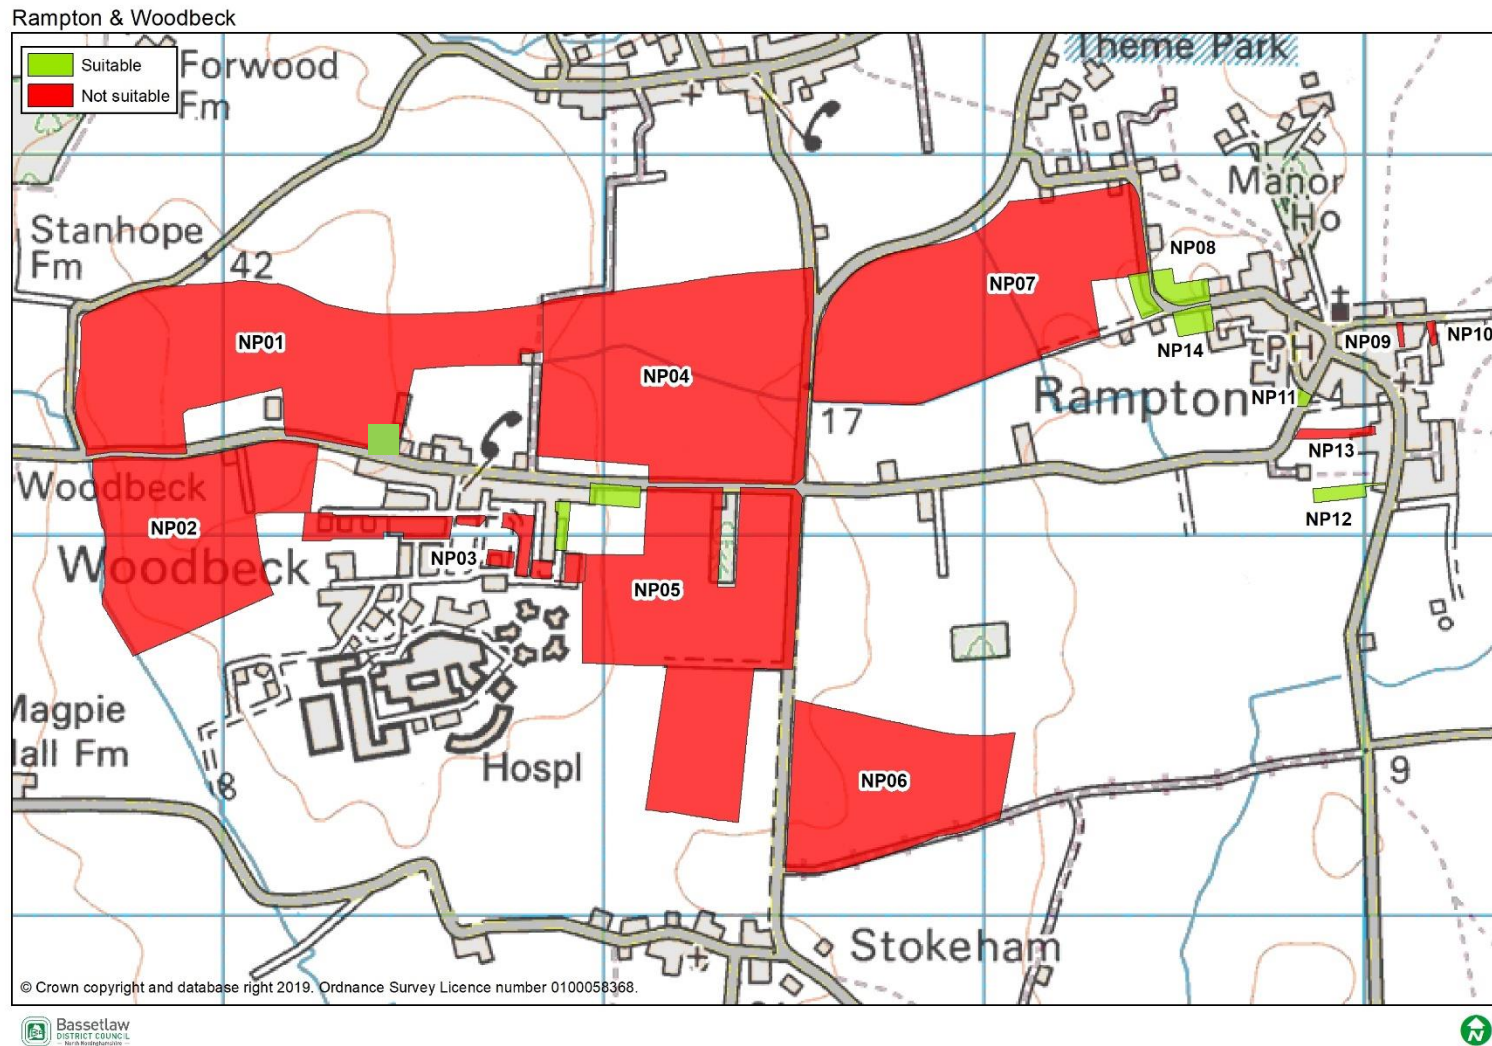 Rampton & Woodbeck
Suitable
Not suitable
Forwood
Fm
Theme Park
Manor
Ho
Stanhope
Fm
42
NP08
NP07
NP01
NP04
NP14
PH
NP09
NP10
Rampton
NP11
17
NP13
Woodbeck
NP12
NP02
Woodbeck
NP03
NP05
Magpie
Hall Fm
Hospl
8
NP06
9
Stokeham
© Crown copyright and database right 2019. Ordnance Survey Licence number 0100058368.
Bassetlaw
DISTRICT COUNCIL
North Nottinghamshire
N